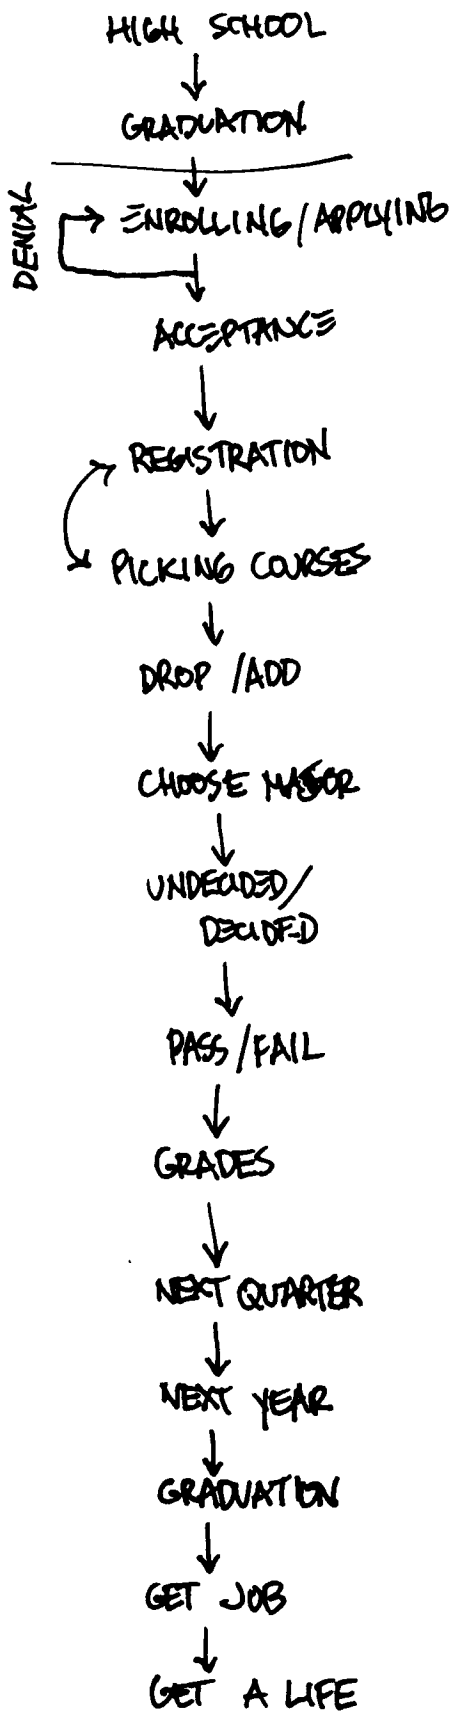 HIGH SCHOOL
GRADUATION
DENIAL
ENROLLING/APPLYING
ACCEPTANCE
REGISTRATION
PICKING COURSES
DROP/ADD
CHOOSE MAJOR
UNDECIDED/
DECIDED
PASS/FAIL
GRADES
NEXT QUARTER
NEXT YEAR
GRADUATION
GET JOB
GET A LIFE